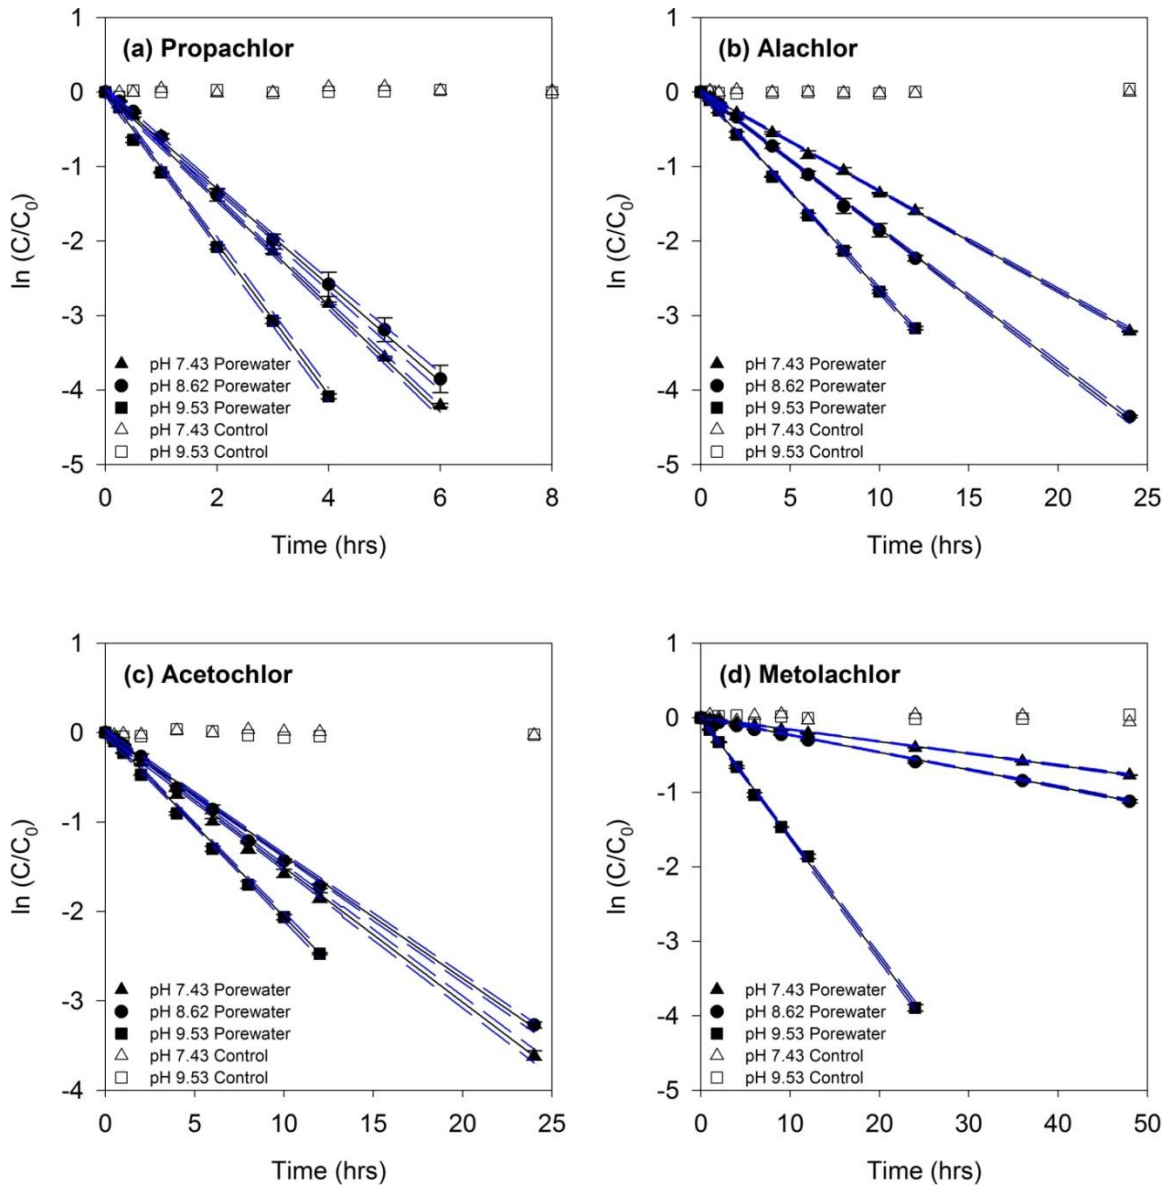 (a) Propachlor
1
0
-1
-2
-3
-4
-5
ln (C/C0)
pH 7.43 Porewater
pH 8.62 Porewater
pH 9.53 Porewater
pH 7.43 Control
pH 9.53 Control
0 2 4 6 8
Time (hrs)
(b) Alachlor
1
0
-1
-2
-3
-4
-5
ln (C/C0)
pH 7.43 Porewater
pH 8.62 Porewater
pH 9.53 Porewater
pH 7.43 Control
pH 9.53 Control
0 5 10 15 20 25
Time (hrs)
(c) Acetochlor
1
0
-1
-2
-3
-4
ln (C/C0)
pH 7.43 Porewater
pH 8.62 Porewater
pH 9.53 Porewater
pH 7.43 Control
pH 9.53 Control
0 5 10 15 20 25
Time (hrs)
(d) Metolachlor
1
0
-1
-2
-3
-4
-5
ln (C/C0)
pH 7.43 Porewater
pH 8.62 Porewater
pH 9.53 Porewater
pH 7.43 Control
pH 9.53 Control
0 10 20 30 40 50
Time (hrs)